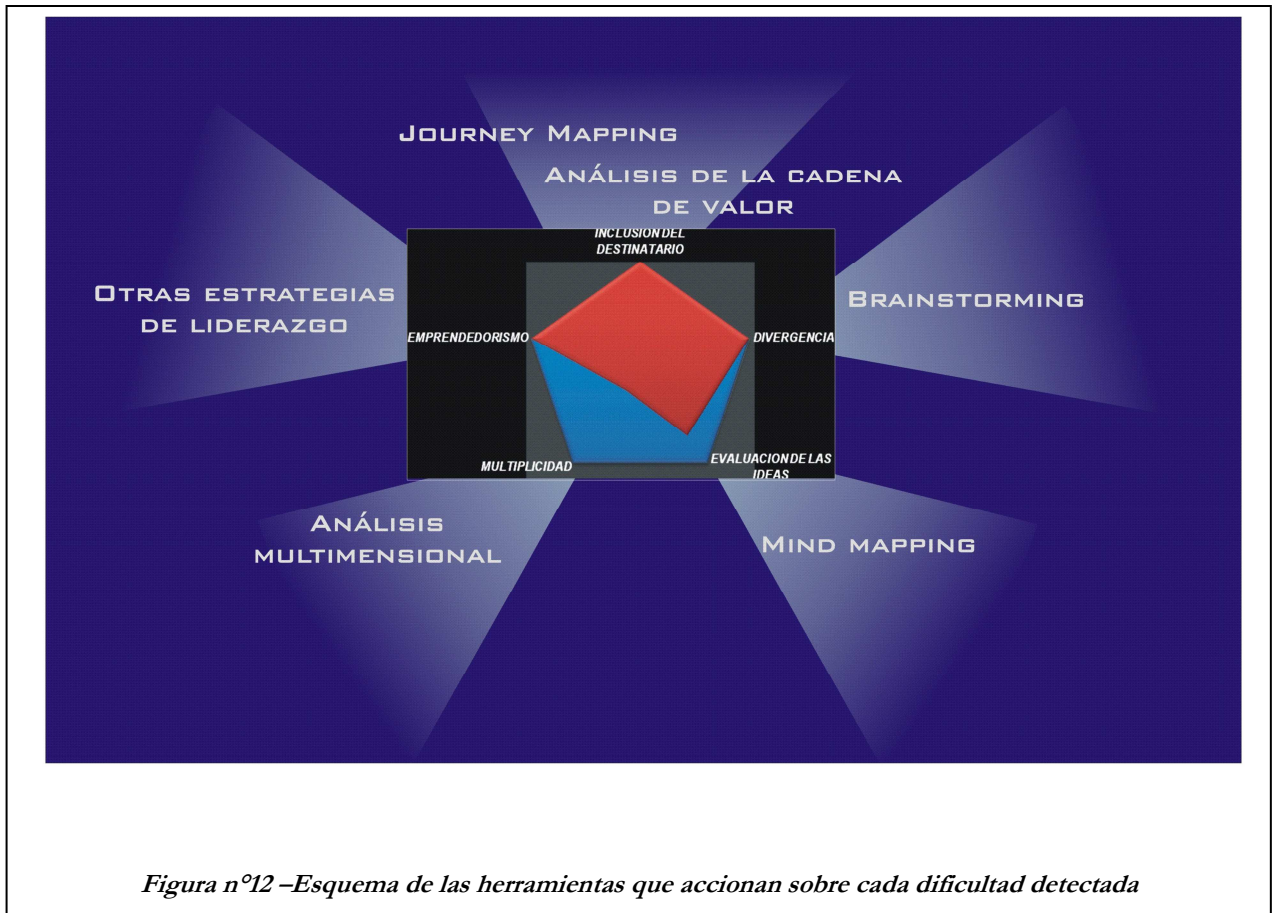 JOURNEY MAPPING
ANÁLISIS DE LA CADENA
DE VALOR
INCLUSION DEL
DESTINATARIO
OTRAS ESTRATEGIAS
DE LIDERAZGO
BRAINSTORMING
EMPRENDEDORISMO
DIVERGENCIA
MULTIPLICIDAD
EVALUACION DE LAS
IDEAS
ANÁLISIS
MULTIMENSIONAL
MIND MAPPING
Figura n°12 –Esquema de las herramientas que accionan sobre cada dificultad detectada